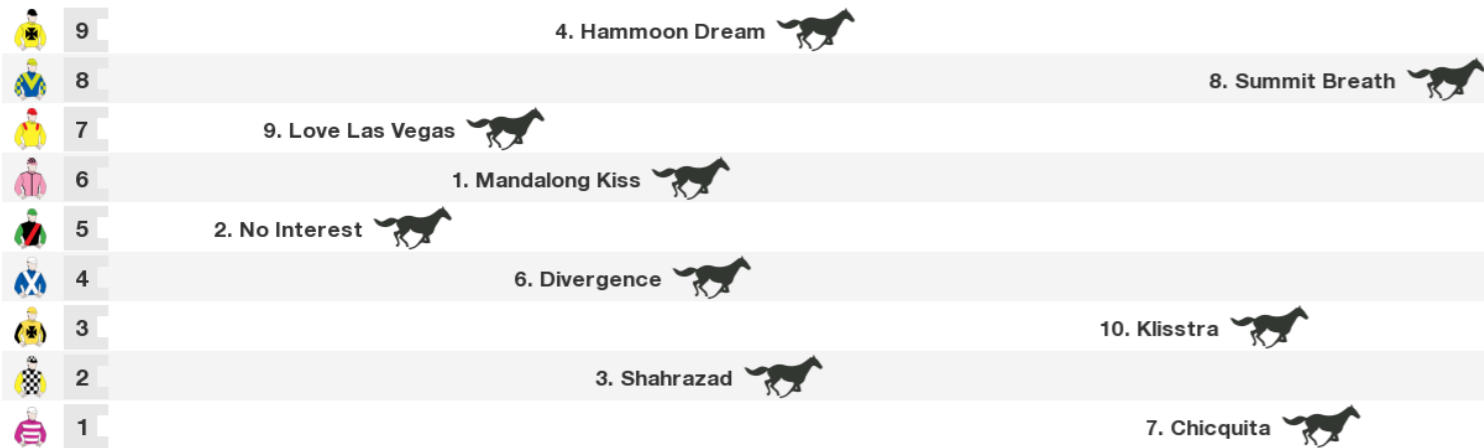 9 4. Hammoon Dream
8 8. Summit Breath
7 9. Love Las Vegas
6 1. Mandalong Kiss
5 2. No Interest
4 6. Divergence
3 10. Klisstra
2 3. Shahrazad
1 7. Chicquita